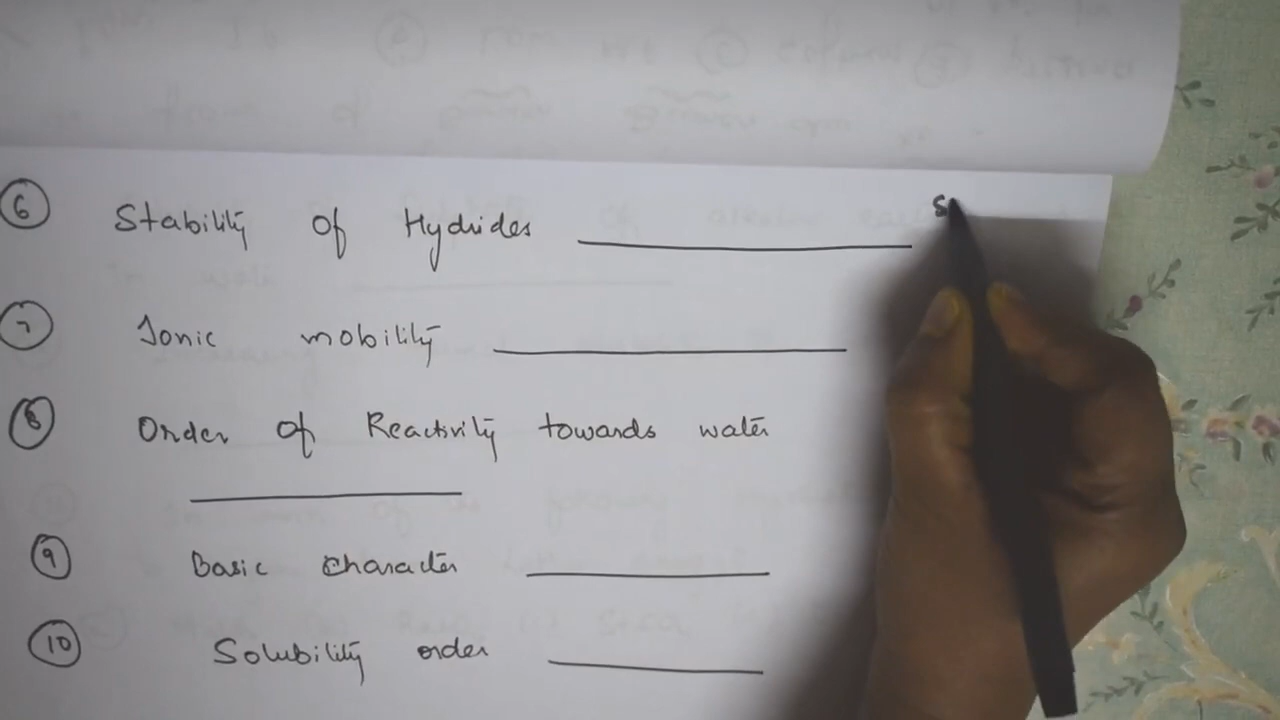 6 Stability of Hydrides
7 Ionic mobility
8 Order of Reactivity towards water
9 Basic character
10 Solubility order